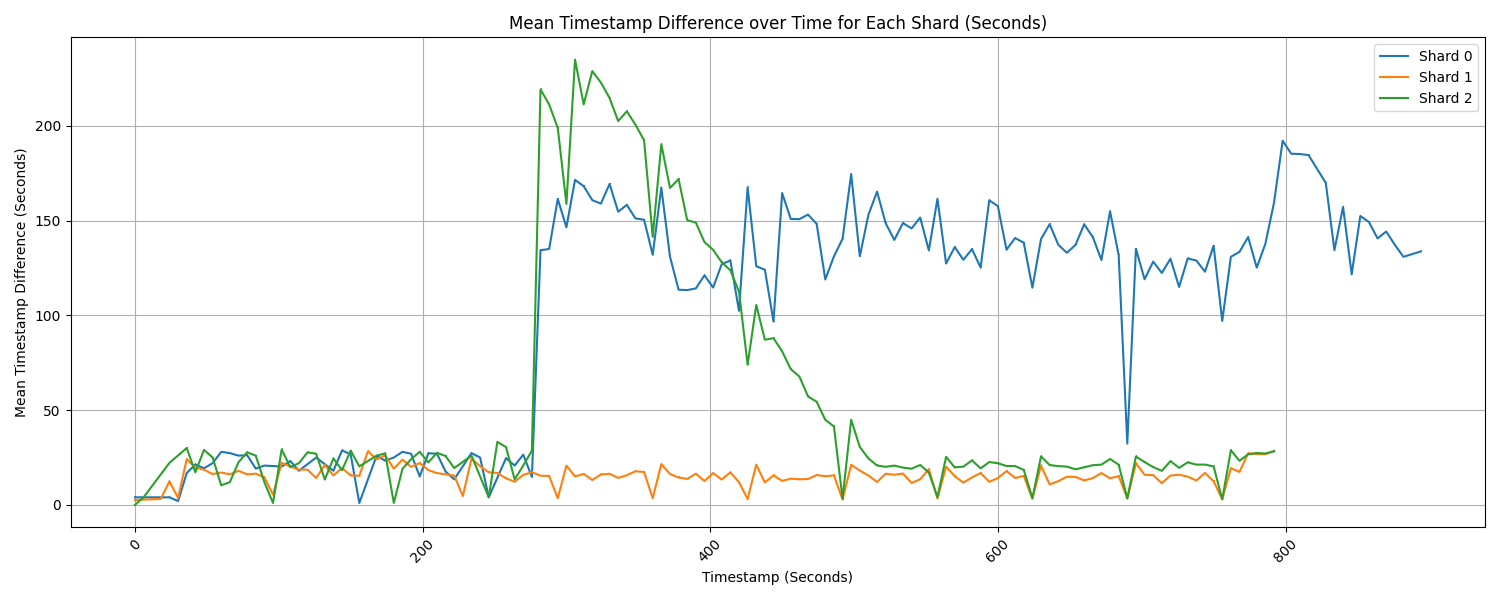 Mean Timestamp Difference over Time for Each Shard (Seconds)
Shard 0
Shard 1
Shard 2
Mean Timestamp Difference (Seconds)
200
150
100
50
0
0
200
400
600
800
Timestamp (Seconds)